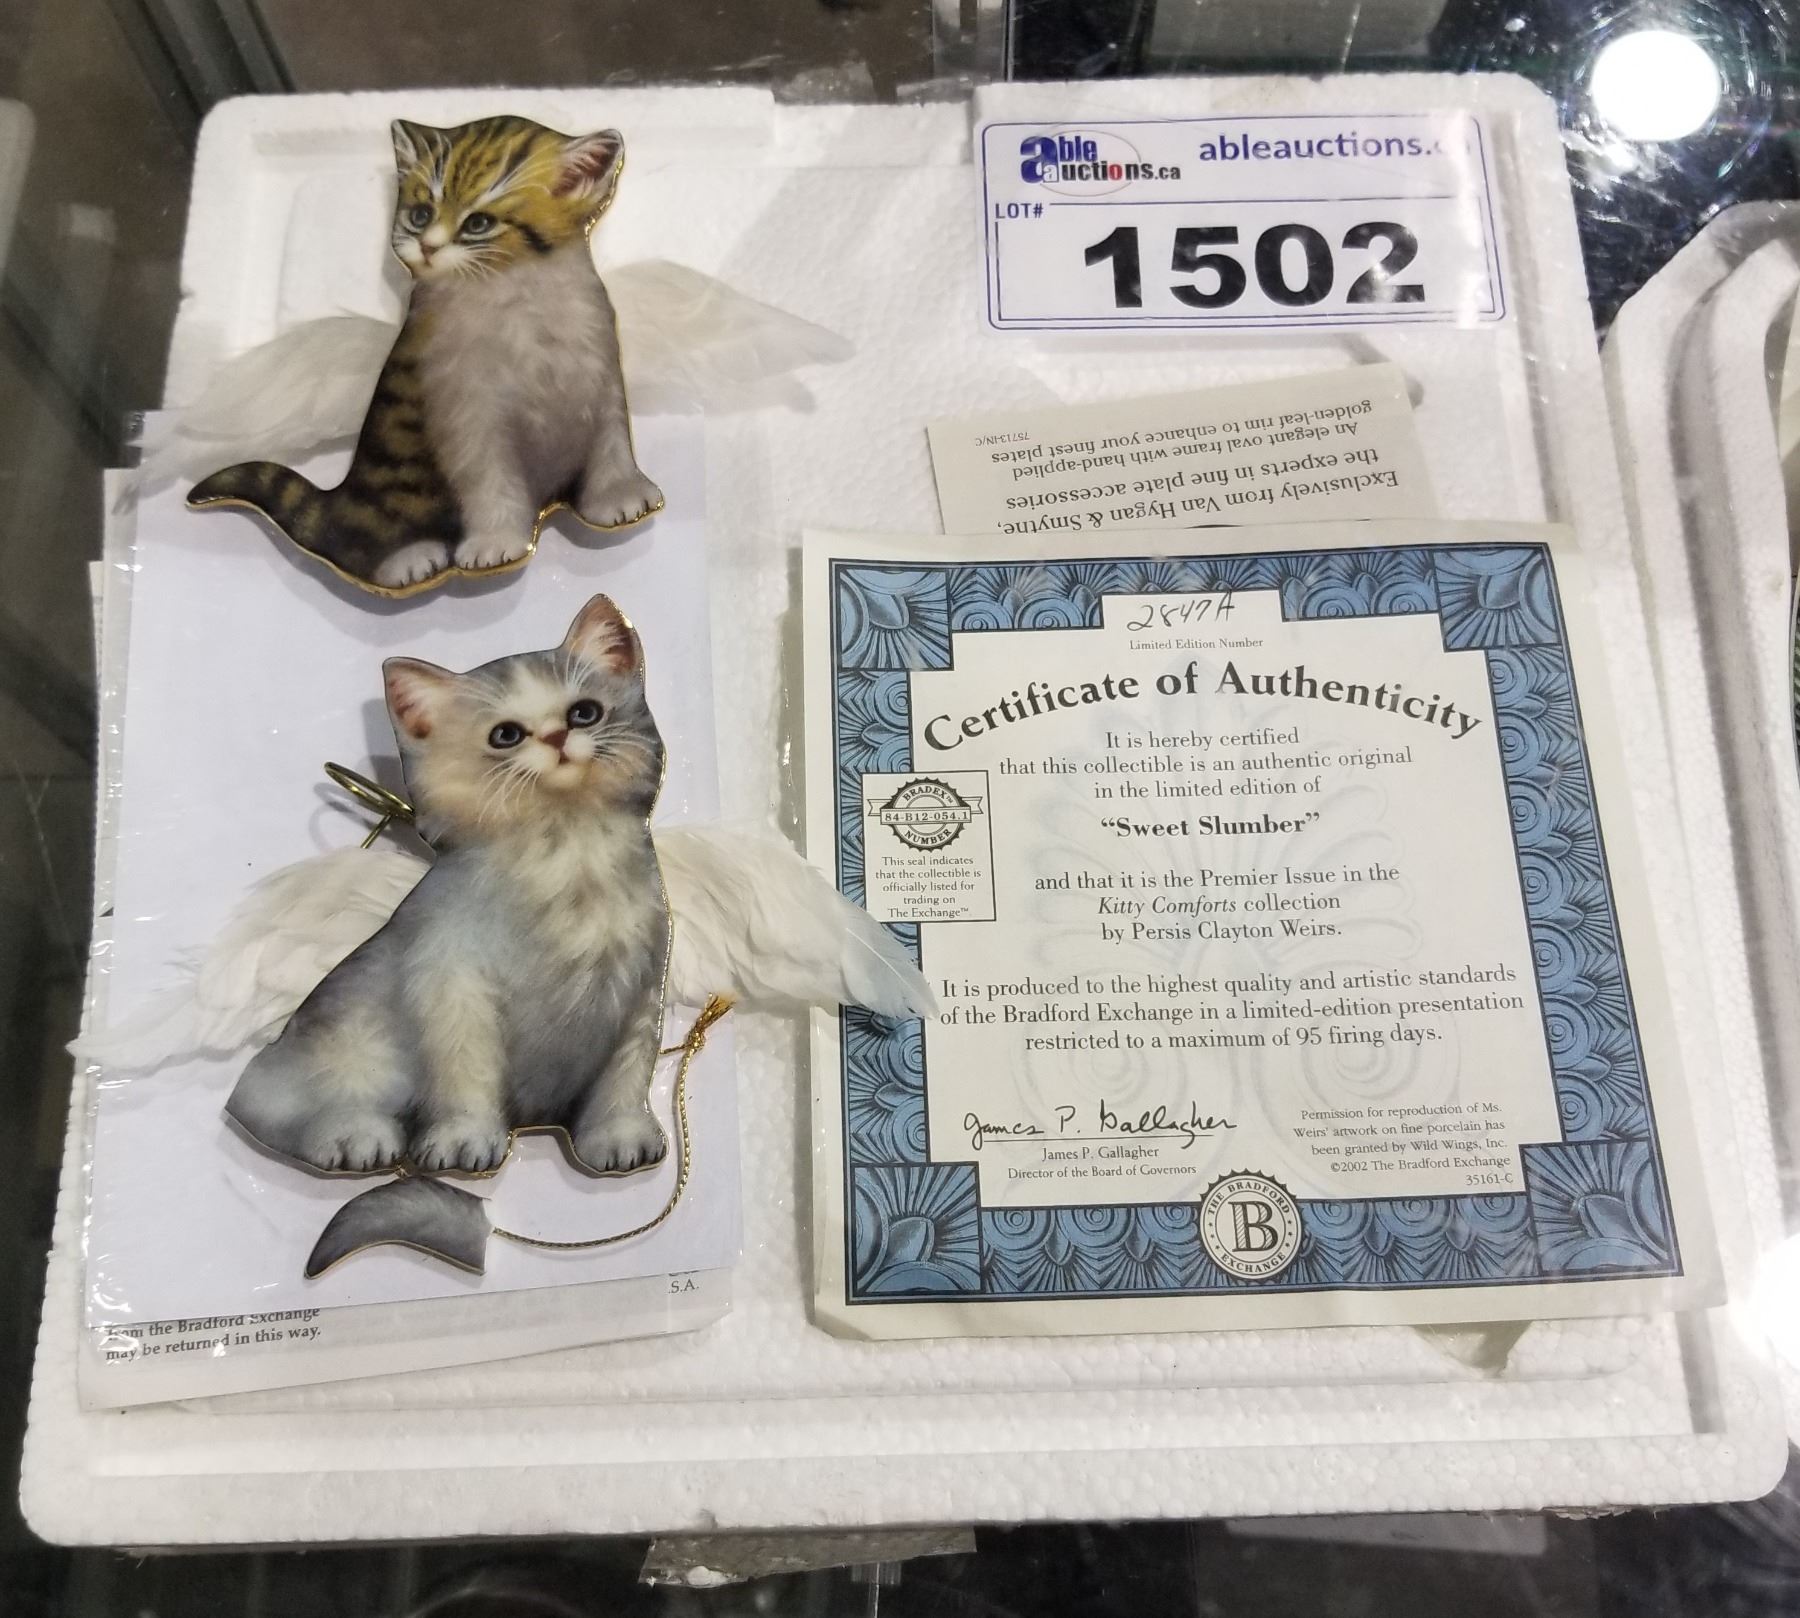 able auctions.ca
ableauctions.c
LOT#
1502
Exclusively from Van Hygan & Smythe,
the experts in fine plate accessories
An elegant oval frame with hand-applied
golden-leaf rim to enhance your finest plates
75713-IN/C
2847A
Limited Edition Number
Certificate of Authenticity
It is hereby certified
that this collectible is an authentic original
in the limited edition of
“Sweet Slumber”
and that it is the Premier Issue in the
Kitty Comforts collection
by Persis Clayton Weirs.
BRADEX™
84-B12-054.1
NUMBER
This seal indicates
that the collectible is
officially listed for
trading on
The Exchange™
It is produced to the highest quality and artistic standards
of the Bradford Exchange in a limited-edition presentation
restricted to a maximum of 95 firing days.
James P. Gallagher
James P. Gallagher
Director of the Board of Governors
Permission for reproduction of Ms.
Weirs' artwork on fine porcelain has
been granted by Wild Wings, Inc.
©2002 The Bradford Exchange
35161-C
THE BRADFORD
B
EXCHANGE
S.A.
from the Bradford Exchange
may be returned in this way.